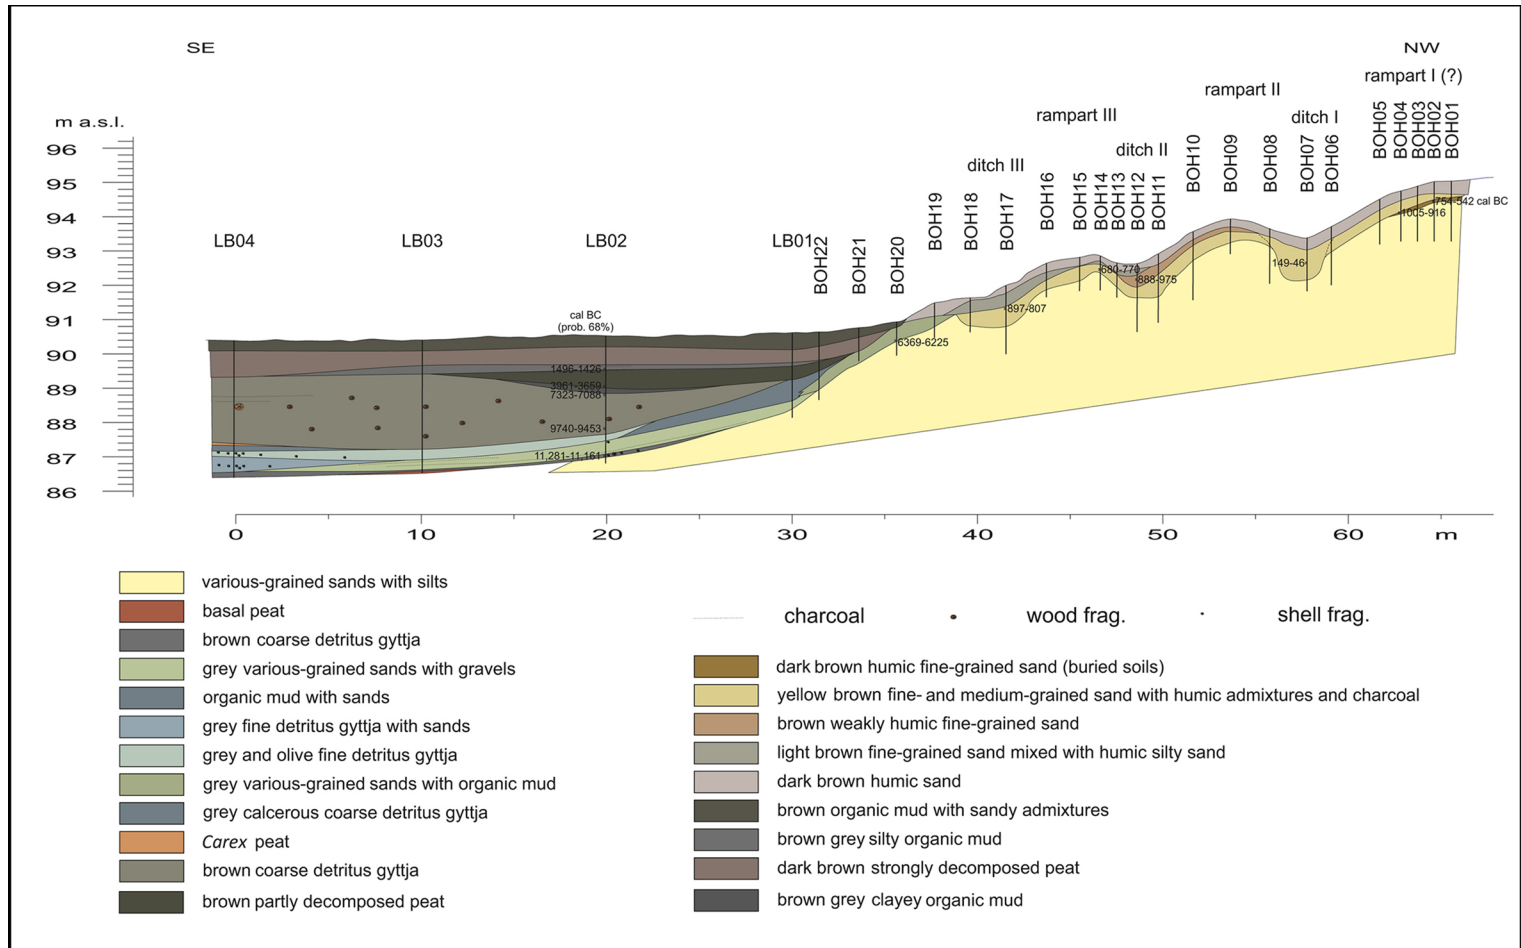 SE
NW
rampart I (?)
rampart II
rampart III
ditch I
ditch II
ditch III
m a.s.l.
96
95
94
93
92
91
90
89
88
87
86
LB04
LB03
LB02
LB01
BOH22
BOH21
BOH20
BOH19
BOH18
BOH17
BOH16
BOH15
BOH14
BOH13
BOH12
BOH11
BOH10
BOH09
BOH08
BOH07
BOH06
BOH05
BOH04
BOH03
BOH02
BOH01
754-542 cal BC
1005-916
149-46
680-770
888-975
897-807
6369-6225
cal BC
(prob. 68%)
1496-1426
3961-3659
7323-7088
9740-9453
11,281-11,161
0 10 20 30 40 50 60 m
various-grained sands with silts
basal peat
brown coarse detritus gyttja
grey various-grained sands with gravels
organic mud with sands
grey fine detritus gyttja with sands
grey and olive fine detritus gyttja
grey various-grained sands with organic mud
grey calcerous coarse detritus gyttja
Carex peat
brown coarse detritus gyttja
brown partly decomposed peat
charcoal wood frag. shell frag.
dark brown humic fine-grained sand (buried soils)
yellow brown fine- and medium-grained sand with humic admixtures and charcoal
brown weakly humic fine-grained sand
light brown fine-grained sand mixed with humic silty sand
dark brown humic sand
brown organic mud with sandy admixtures
brown grey silty organic mud
dark brown strongly decomposed peat
brown grey clayey organic mud